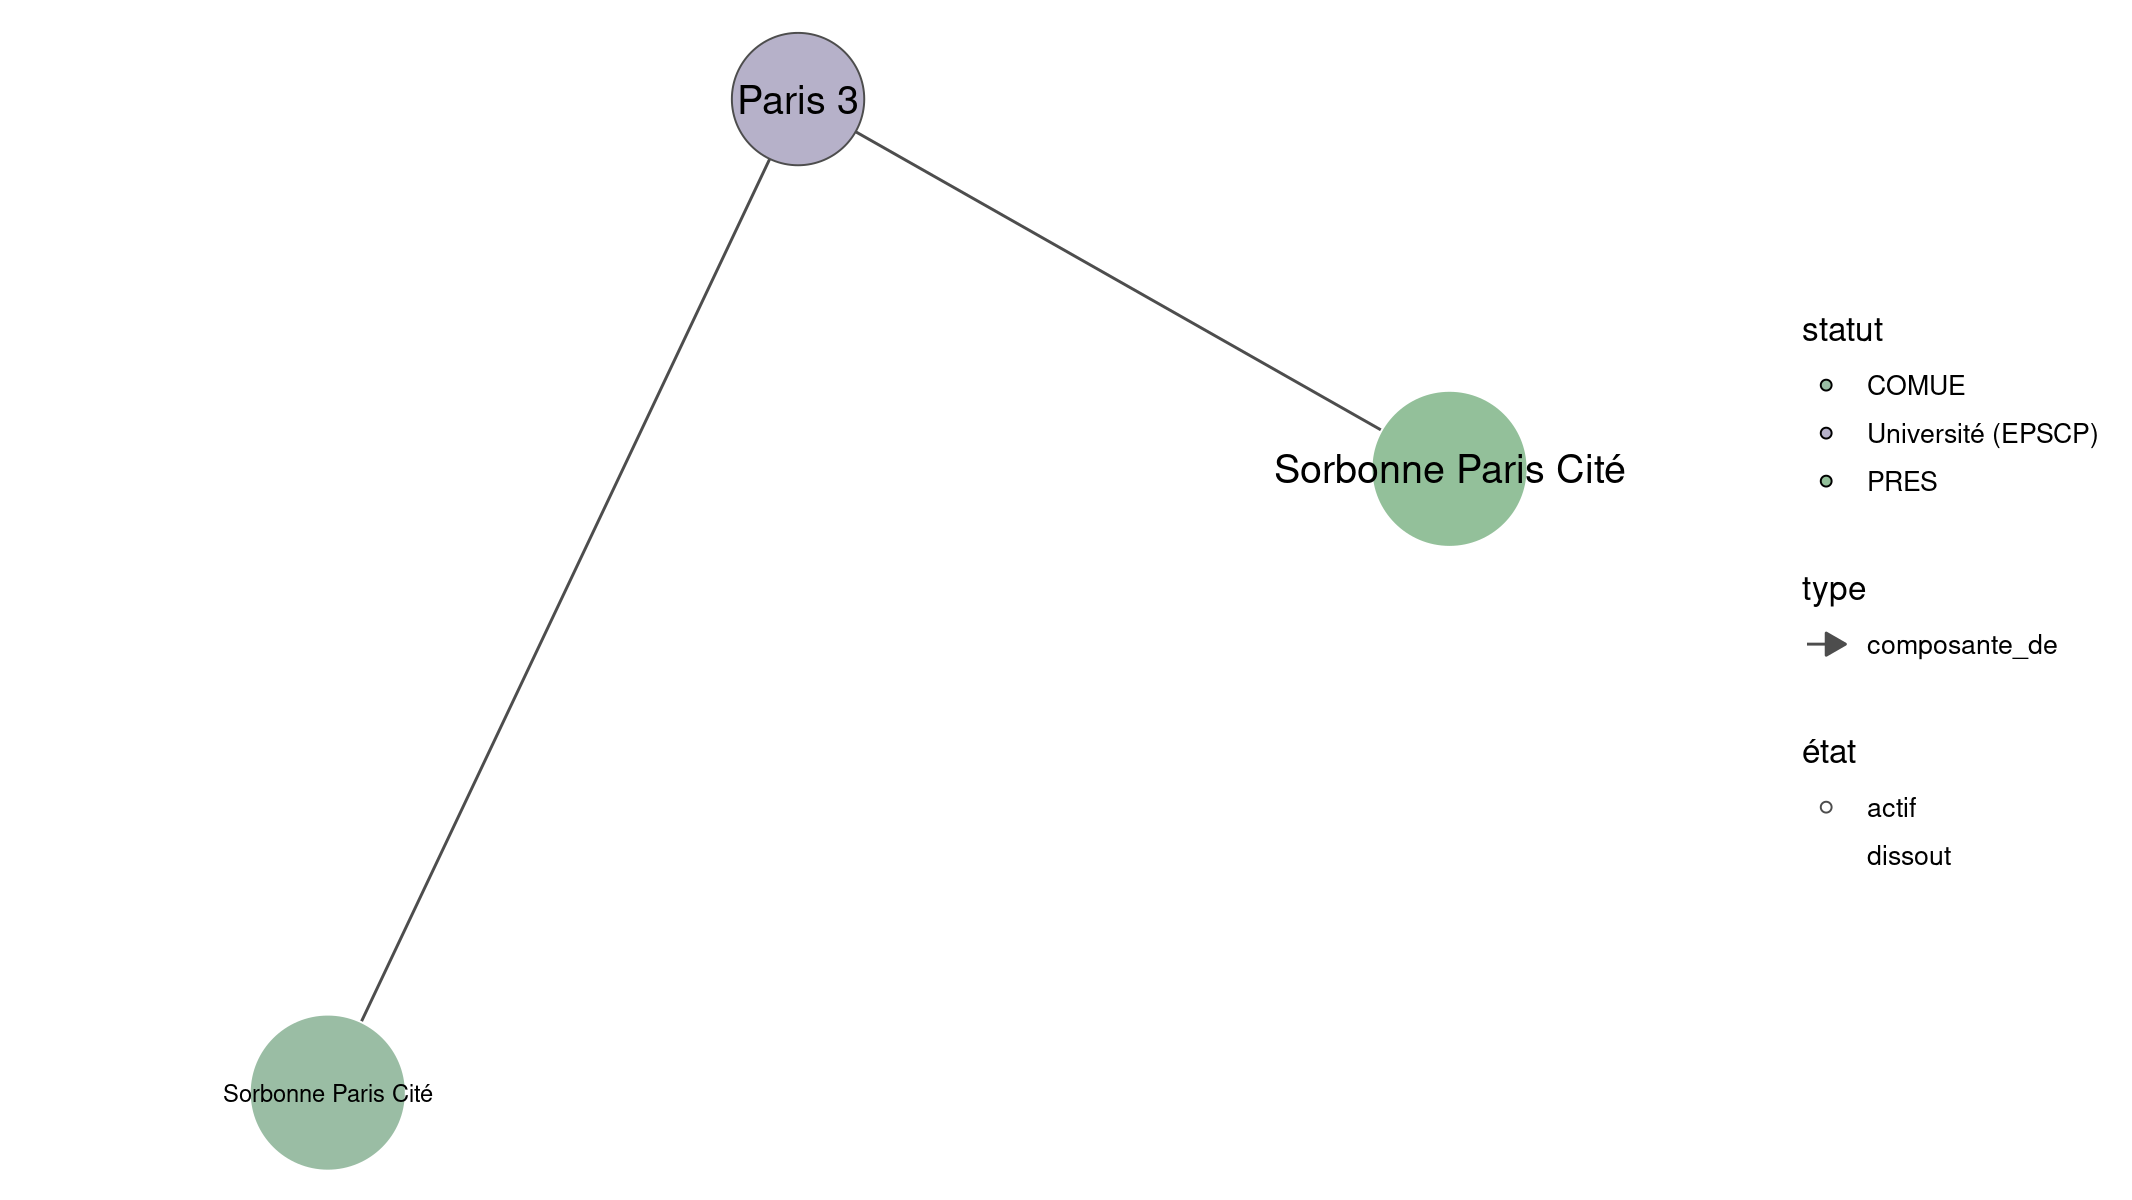 Paris 3
Sorbonne Paris Cité
Sorbonne Paris Cité
statut
COMUE
Université (EPSCP)
PRES
type
composante_de
état
actif
dissout